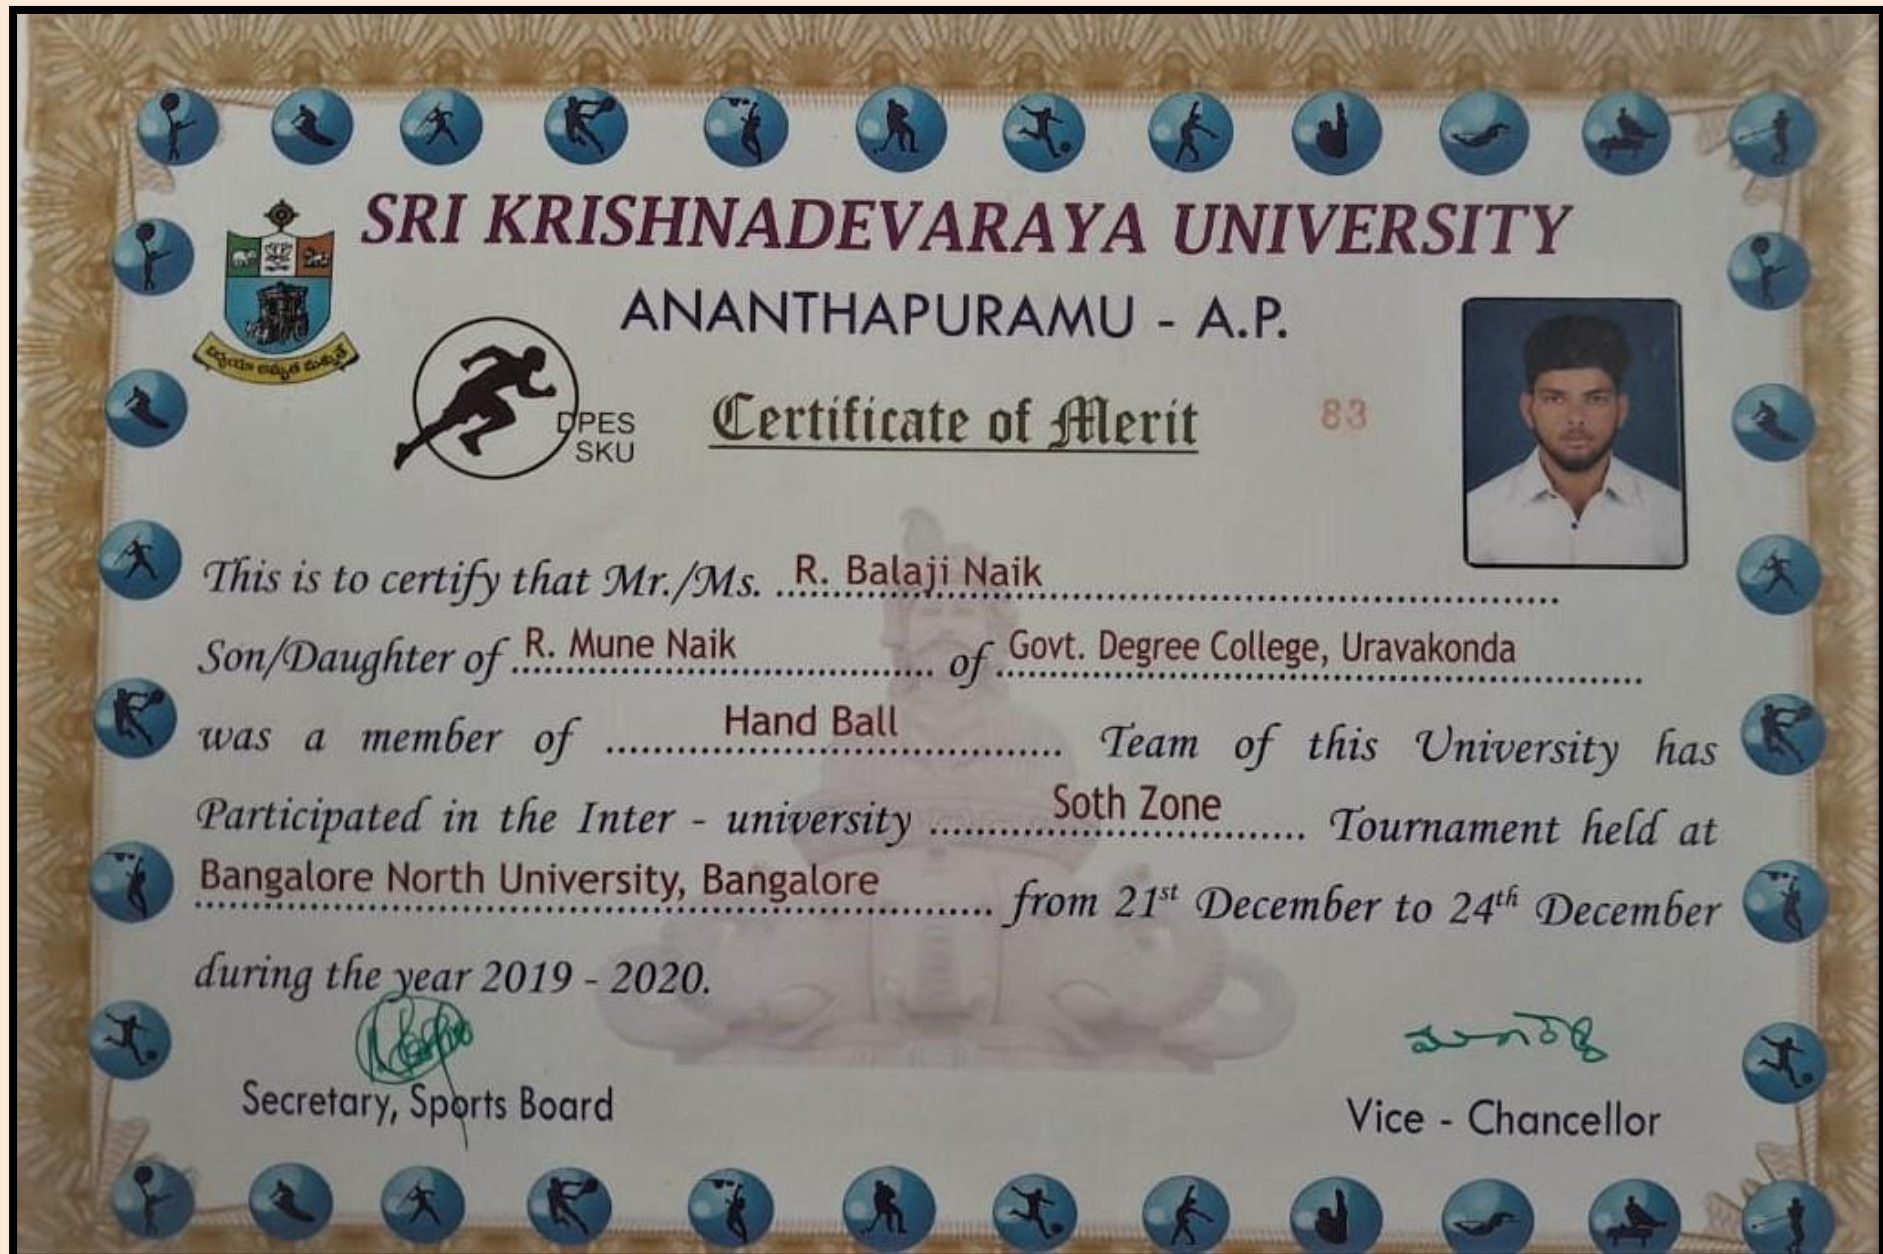 SRI KRISHNADEVARAYA UNIVERSITY
ANANTHAPURAMU - A.P.
DPES
SKU
Certificate of Merit
83
This is to certify that Mr./Ms. R. Balaji Naik
Son/Daughter of R. Mune Naik of Govt. Degree College, Uravakonda
was a member of Hand Ball Team of this University has
Participated in the Inter - university Soth Zone Tournament held at
Bangalore North University, Bangalore from 21st December to 24th December
during the year 2019 - 2020.
Secretary, Sports Board
Vice - Chancellor